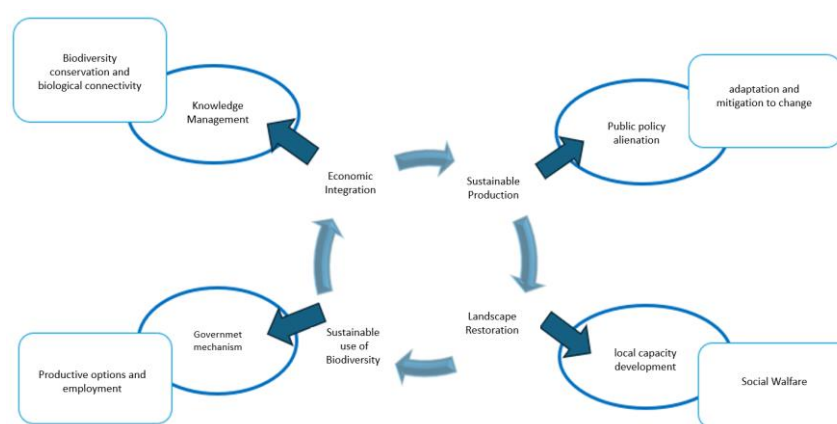 Biodiversity
conservation and
biological connectivity
Knowledge
Management
adaptation and
mitigation to change
Public policy
alienation
Economic
Integration
Sustainable
Production
Landscape
Restoration
Sustainable
use of
Biodiversity
Governmet
mechanism
Productive options and
employment
local capacity
development
Social Welfare